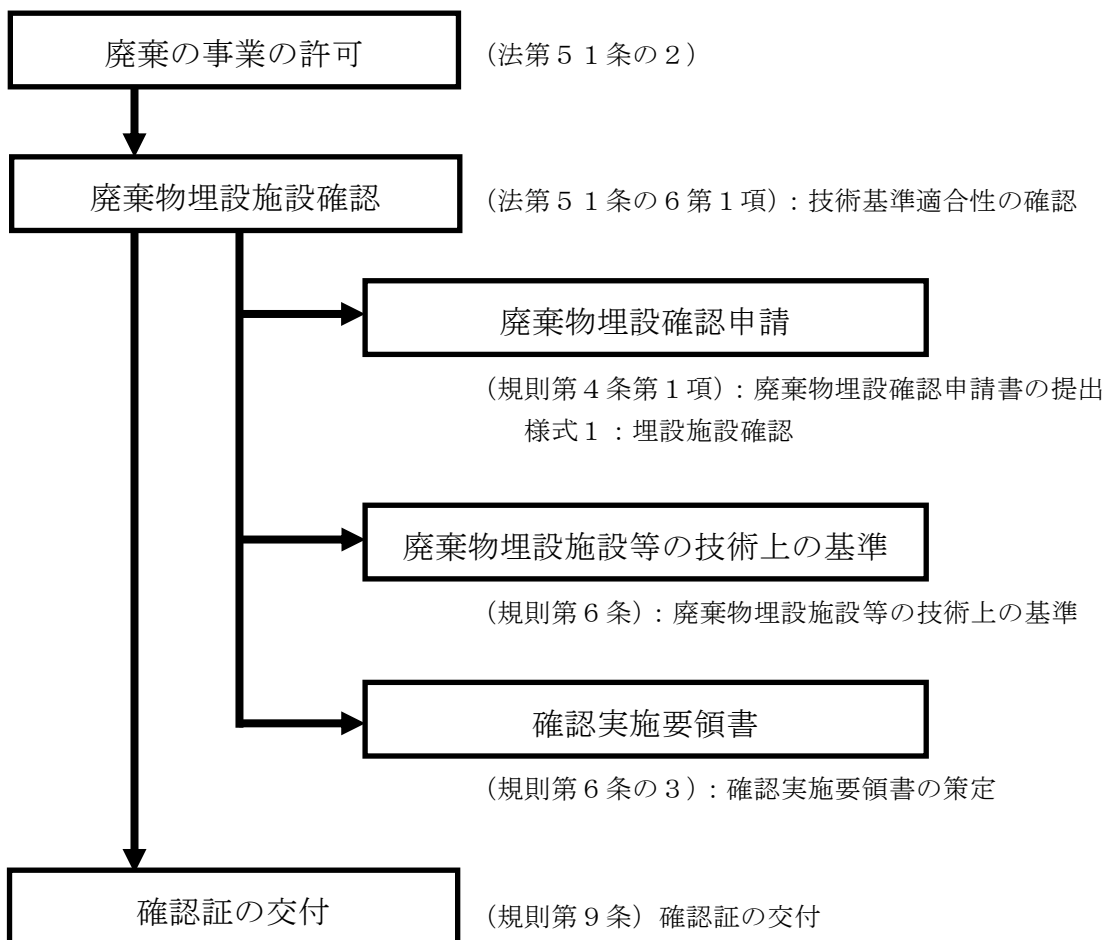 廃棄の事業の許可
(法第５１条の２)
廃棄物埋設施設確認
(法第５１条の６第１項)：技術基準適合性の確認
廃棄物埋設確認申請
(規則第４条第１項)：廃棄物埋設確認申請書の提出
様式１：埋設施設確認
廃棄物埋設施設等の技術上の基準
(規則第６条)：廃棄物埋設施設等の技術上の基準
確認実施要領書
(規則第６条の３)：確認実施要領書の策定
確認証の交付
(規則第９条) 確認証の交付